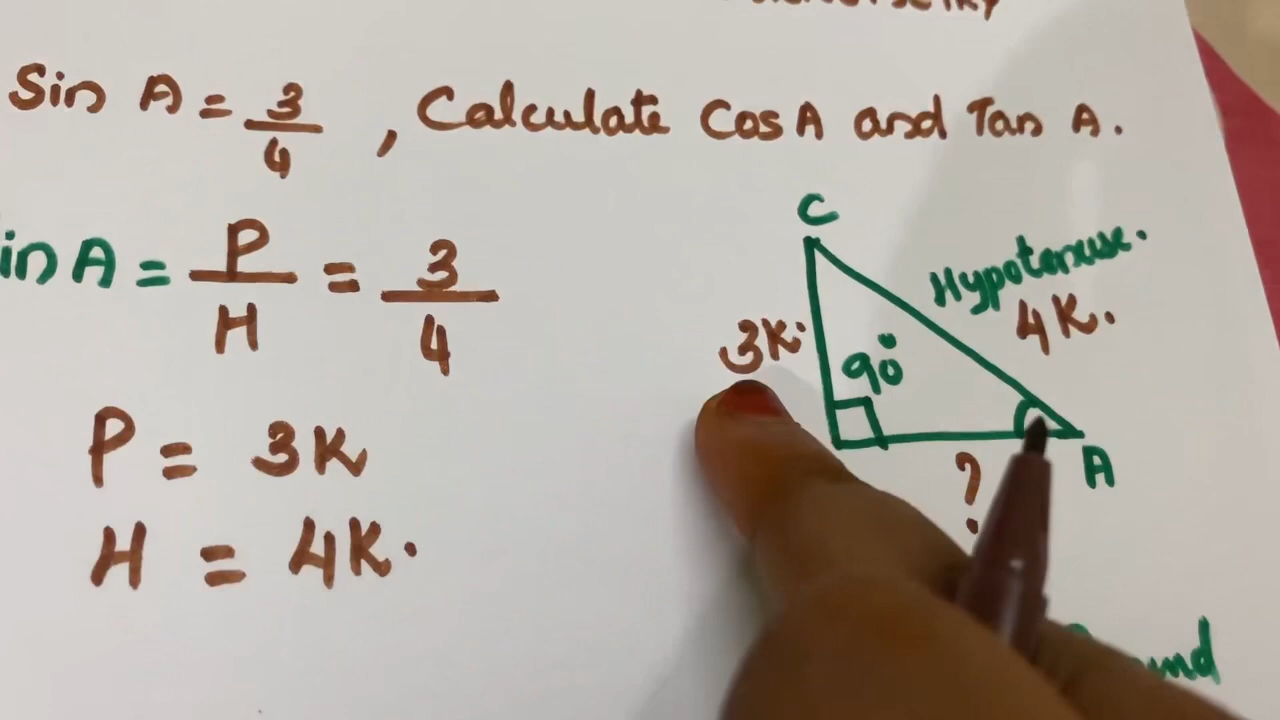 Sin A = 3/4 , Calculate Cos A and Tan A.
in A = P/H = 3/4
P = 3K
H = 4K.
C
Hypotenuse.
4K.
3K.
90°
A
?